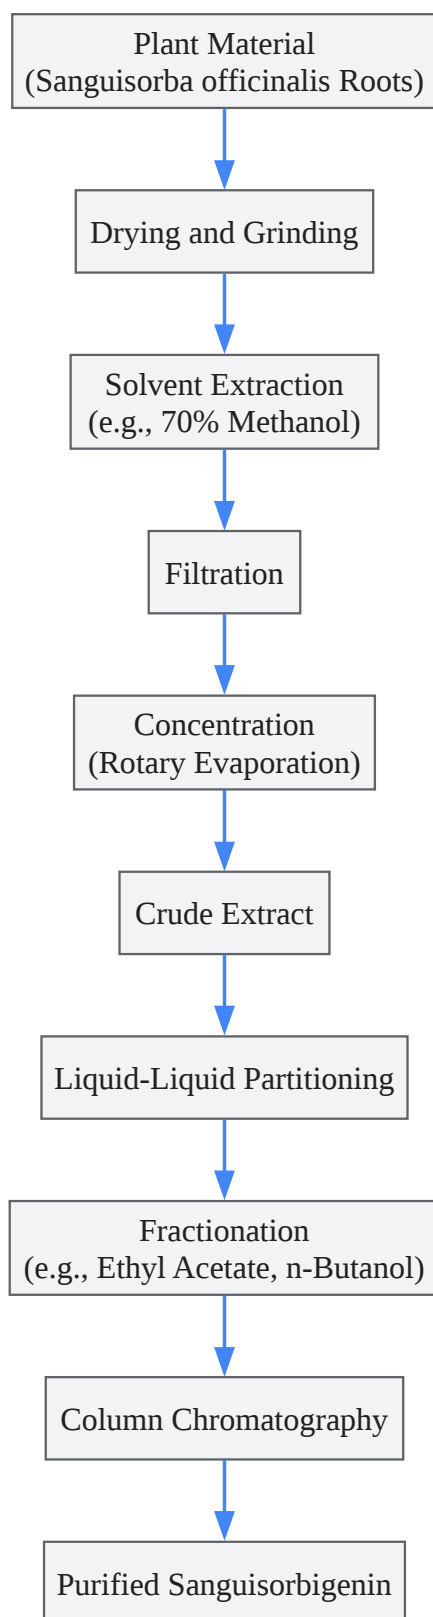 Plant Material
(Sanguisorba officinalis Roots)
Drying and Grinding
Solvent Extraction
(e.g., 70% Methanol)
Filtration
Concentration
(Rotary Evaporation)
Crude Extract
Liquid-Liquid Partitioning
Fractionation
(e.g., Ethyl Acetate, n-Butanol)
Column Chromatography
Purified Sanguisorbigenin